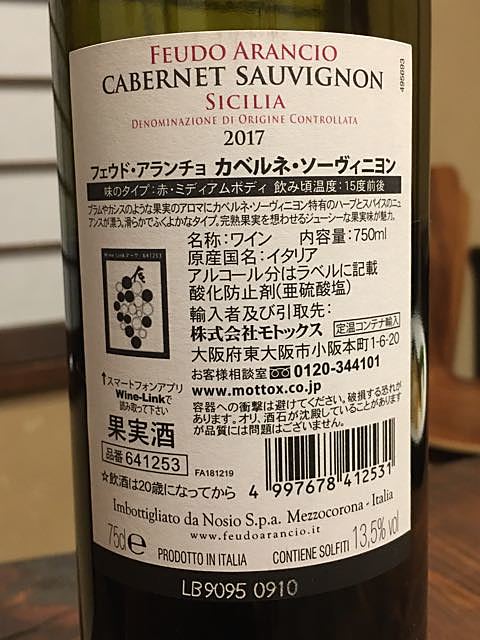 FEUDO ARANCIO
CABERNET SAUVIGNON
SICILIA
DENOMINAZIONE DI ORIGINE CONTROLLATA
2017
495693
フェウド・アランチョ カベルネ・ソーヴィニヨン
味のタイプ:赤・ミディアムボディ 飲み頃温度:15度前後
プラムやカシスのような果実のアロマにカベルネ・ソーヴィニヨン特有のハーブとスパイスのニュ
アンスが漂う。滑らかでふくよかなタイプ。完熟果実を想わせるジューシーな果実味が魅力。
名称:ワイン 内容量:750ml
原産国名:イタリア
アルコール分はラベルに記載
酸化防止剤(亜硫酸塩)
輸入者及び引取先:
株式会社モトックス 定温コンテナ輸入
大阪府東大阪市小阪本町1-6-20
お客様相談室 0120-344101
www.mottox.co.jp
Wine Linkマーク:641253
↑スマートフォンアプリ
Wine-Linkで
読み取って下さい
容器への衝撃は避けてください。破損する恐れが
あります。オリ、酒石が沈殿していることがあります
が品質には問題はございません。
果実酒
品番 641253
FA181219
☆飲酒は20歳になってから
4 997678 412531
Imbottigliato da Nosio S.p.a. Mezzocorona - Italia
www.feudoarancio.it
75cl e PRODOTTO IN ITALIA CONTIENE SOLFITI 13,5% vol
LB9095 0910